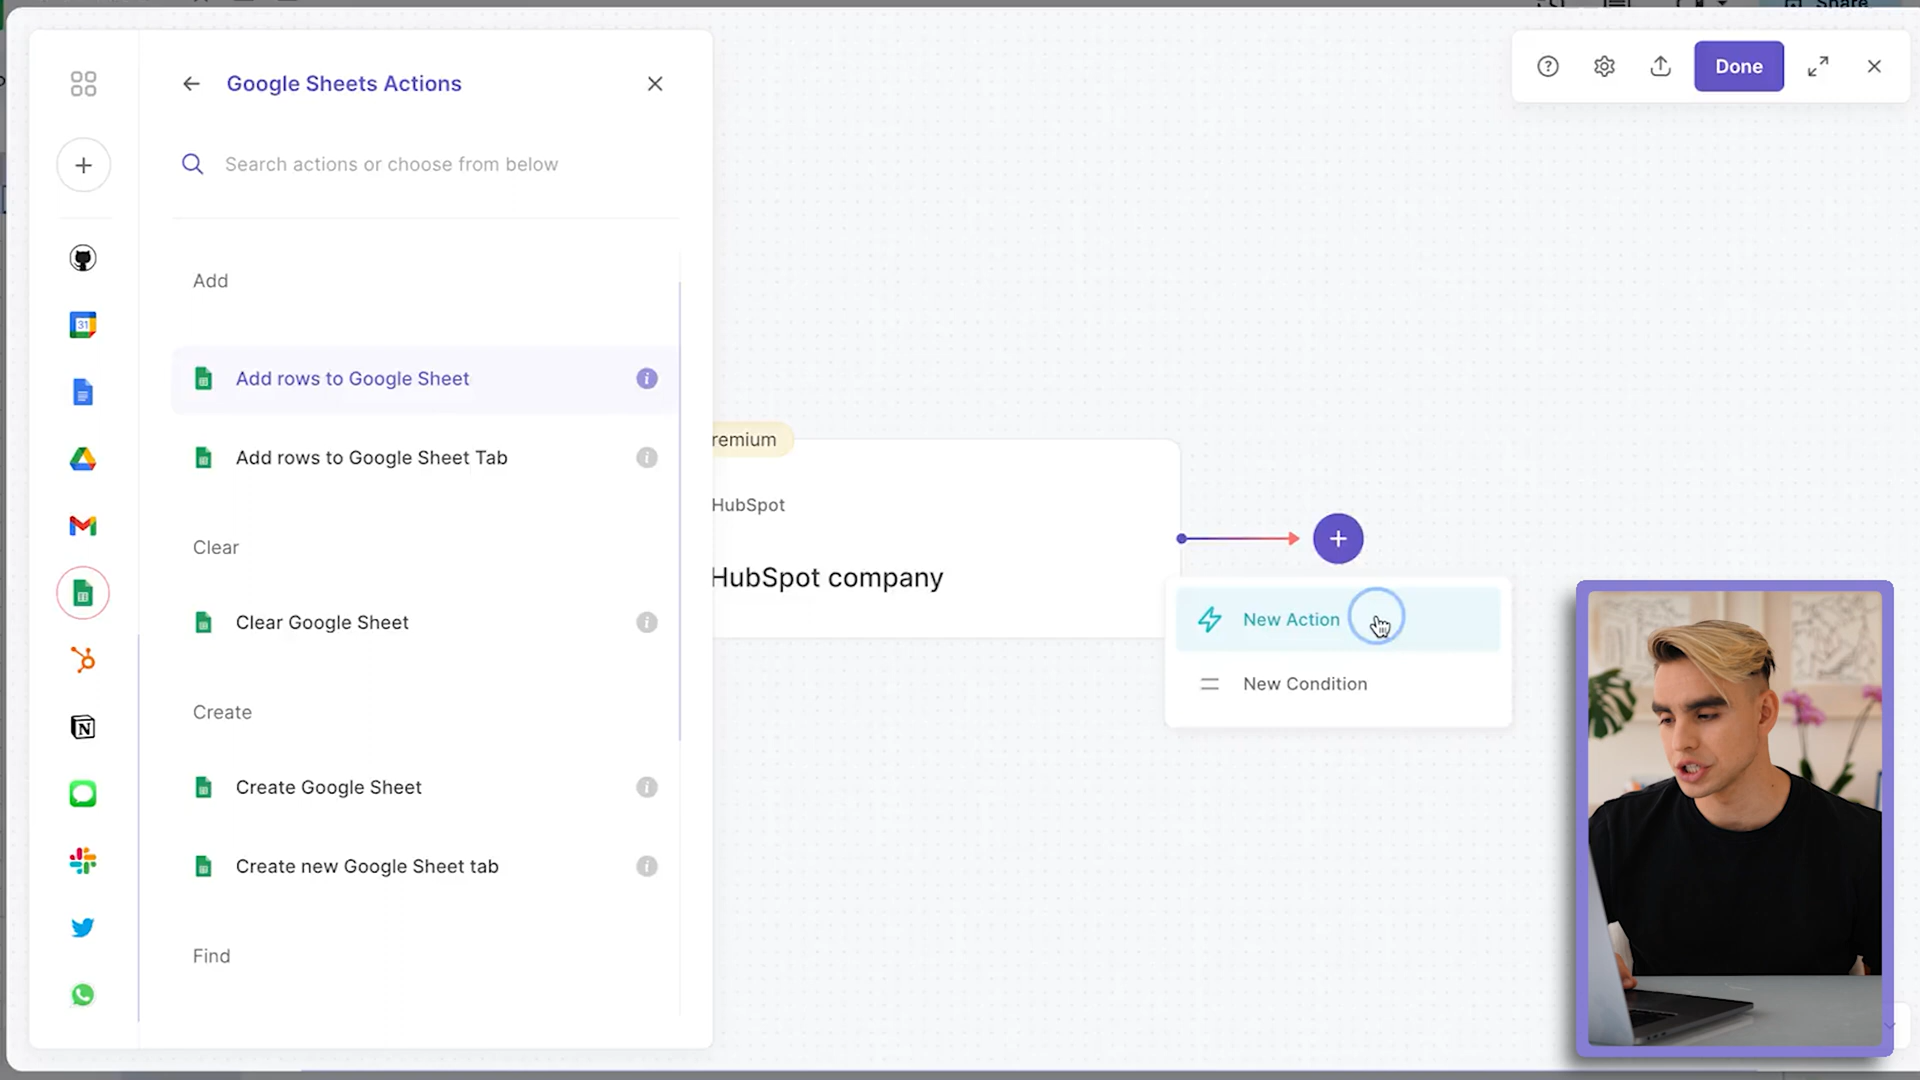 Share
Google Sheets Actions
Done
Search actions or choose from below
Add
Add rows to Google Sheet
Add rows to Google Sheet Tab
Clear
Clear Google Sheet
Create
Create Google Sheet
Create new Google Sheet tab
Find
remium
HubSpot
HubSpot company
New Action
New Condition
31